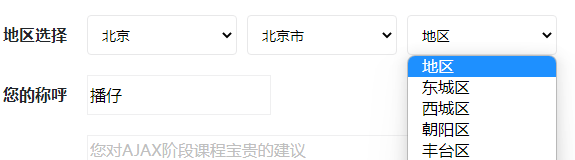 地区选择 北京 北京市 地区
地区
东城区
西城区
朝阳区
丰台区
您的称呼 播仔
您对AJAX阶段课程宝贵的建议